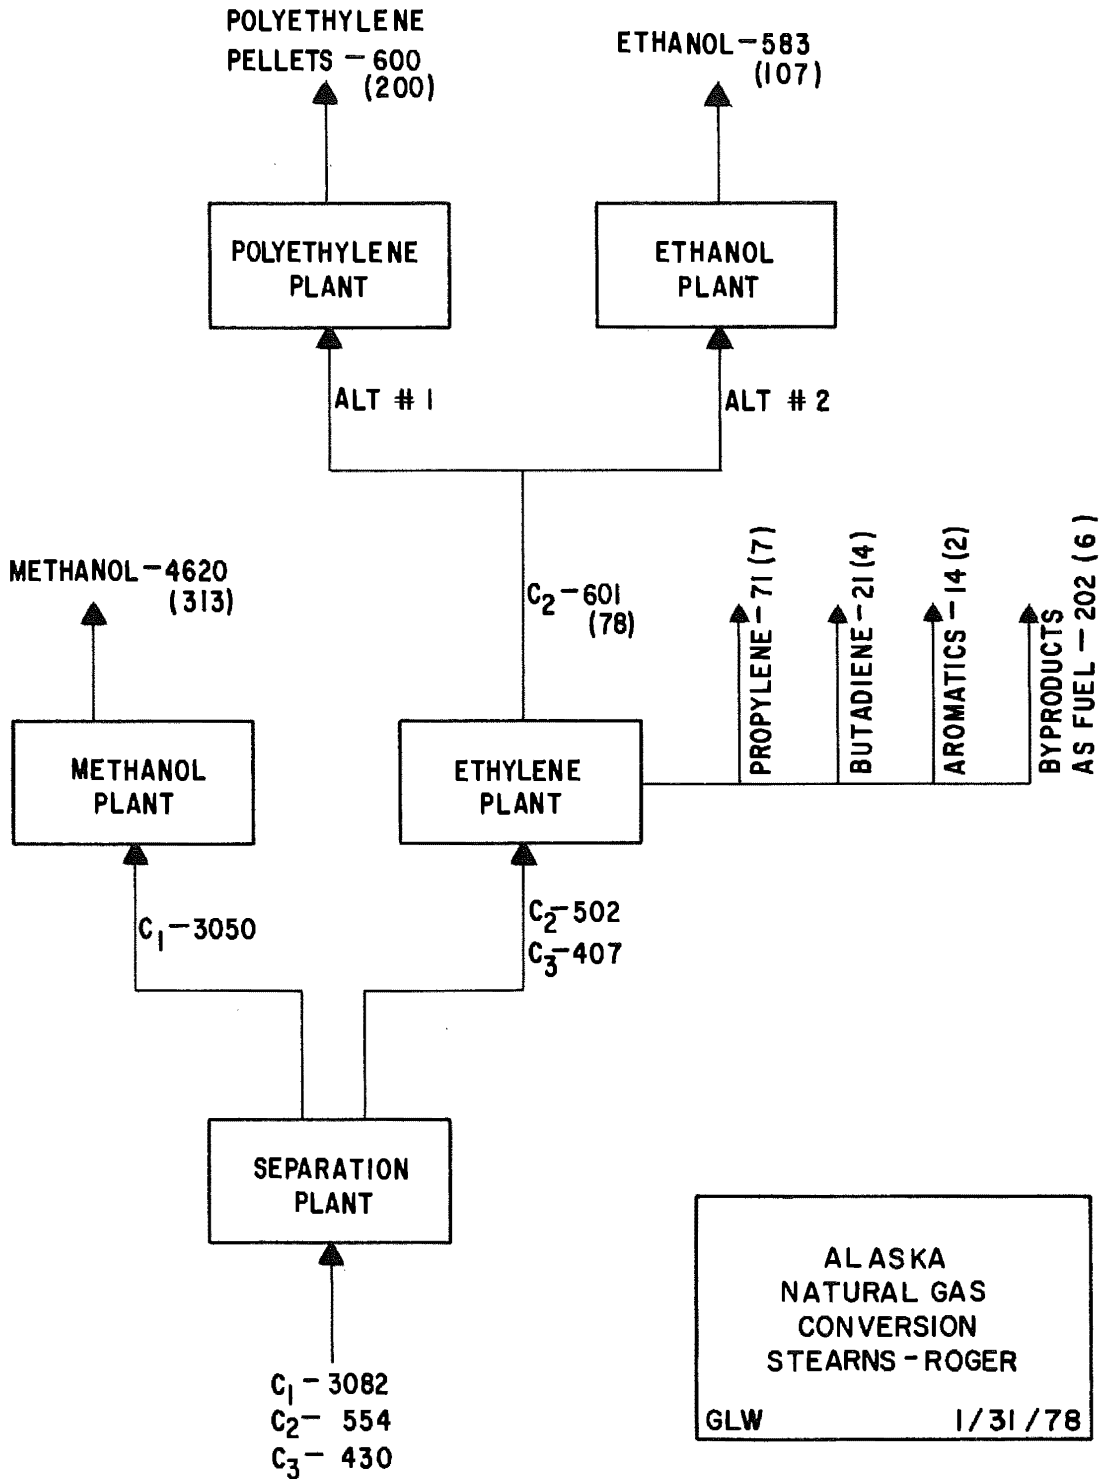 POLYETHYLENE
PELLETS - 600
(200)
ETHANOL - 583
(107)
POLYETHYLENE
PLANT
ETHANOL
PLANT
ALT # 1
ALT # 2
METHANOL - 4620
(313)
C2 - 601
(78)
PROPYLENE - 71 (7)
BUTADIENE - 21 (4)
AROMATICS - 14 (2)
BYPRODUCTS
AS FUEL - 202 (6)
METHANOL
PLANT
ETHYLENE
PLANT
C1 - 3050
C2 - 502
C3 - 407
SEPARATION
PLANT
C1 - 3082
C2 - 554
C3 - 430
ALASKA
NATURAL GAS
CONVERSION
STEARNS - ROGER
GLW 1/31/78